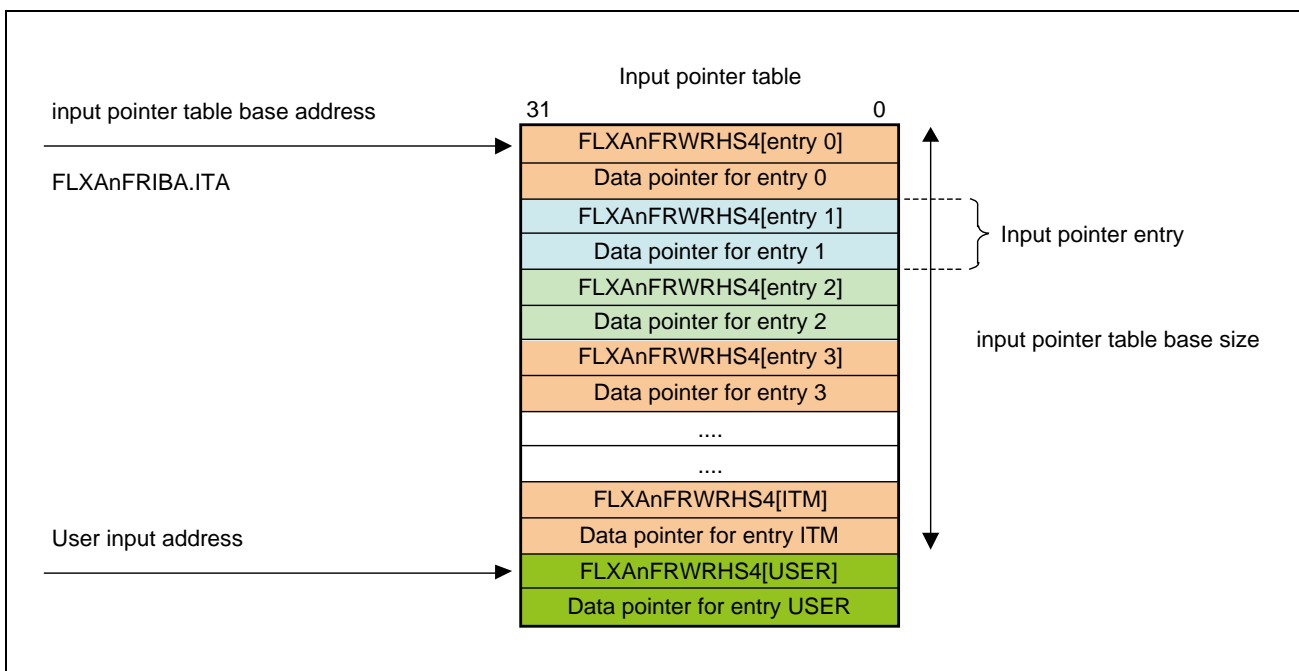 Input pointer table
input pointer table base address
31 0
FLXAnFRWRHS4[entry 0]
FLXAnFRIBA.ITA
Data pointer for entry 0
FLXAnFRWRHS4[entry 1]
Input pointer entry
Data pointer for entry 1
FLXAnFRWRHS4[entry 2]
Data pointer for entry 2
input pointer table base size
FLXAnFRWRHS4[entry 3]
Data pointer for entry 3
....
....
FLXAnFRWRHS4[ITM]
User input address
Data pointer for entry ITM
FLXAnFRWRHS4[USER]
Data pointer for entry USER